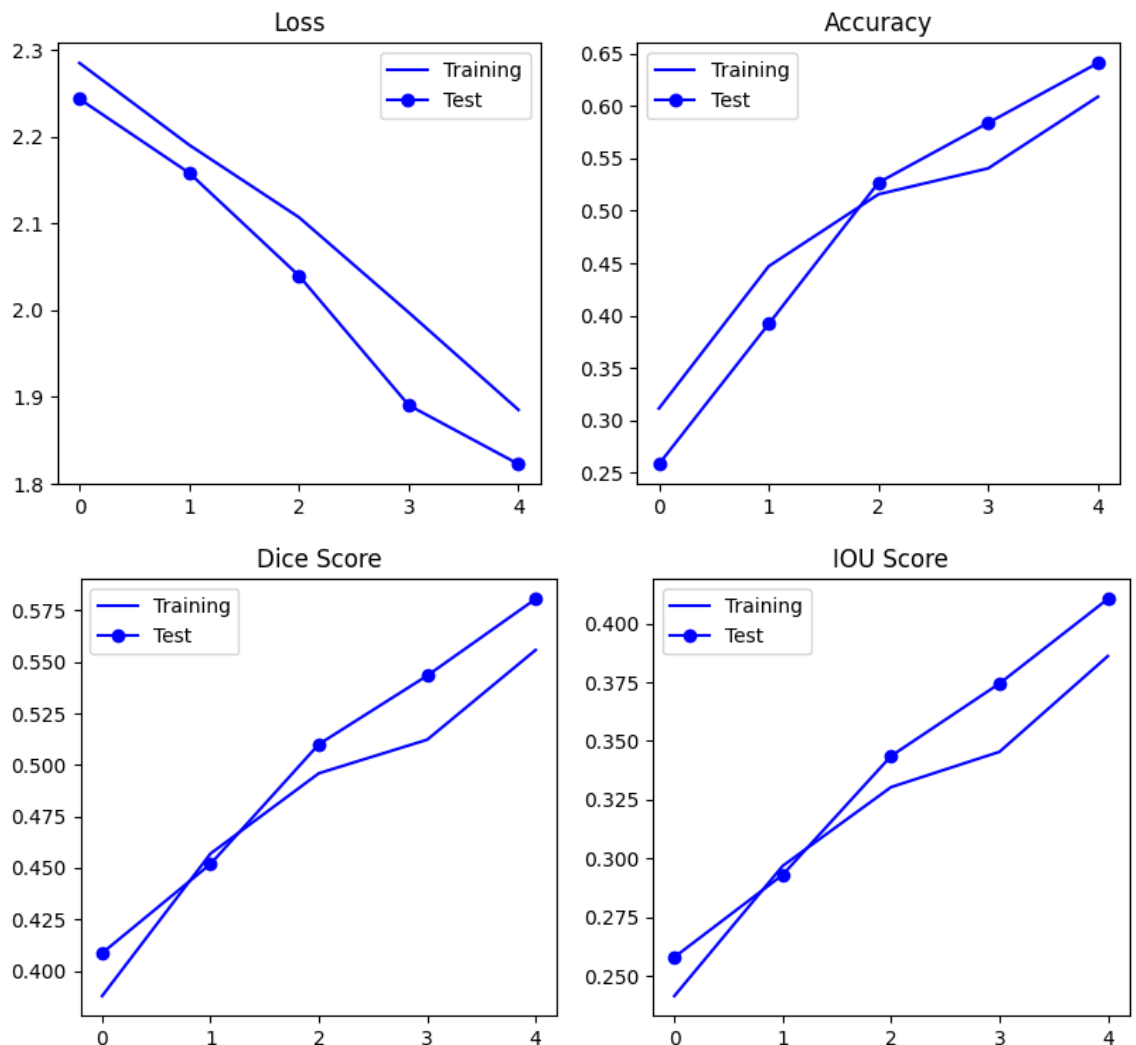 Loss
2.3
2.2
2.1
2.0
1.9
1.8
Training
Test
0 1 2 3 4
Accuracy
0.65
0.60
0.55
0.50
0.45
0.40
0.35
0.30
0.25
Training
Test
0 1 2 3 4
Dice Score
0.575
0.550
0.525
0.500
0.475
0.450
0.425
0.400
Training
Test
0 1 2 3 4
IOU Score
0.400
0.375
0.350
0.325
0.300
0.275
0.250
Training
Test
0 1 2 3 4